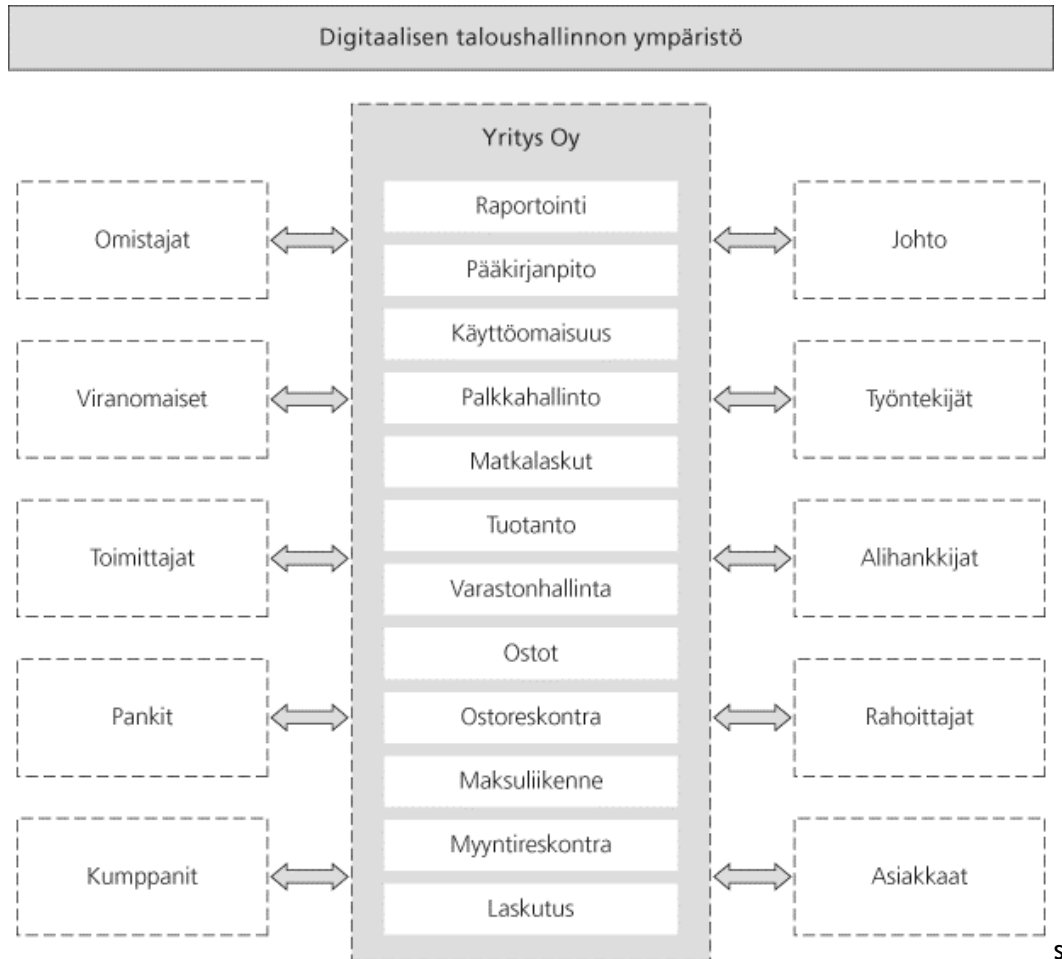 Digitaalisen taloushallinnon ympäristö
Yritys Oy
Raportointi
Pääkirjanpito
Käyttöomaisuus
Palkkahallinto
Matkalaskut
Tuotanto
Varastonhallinta
Ostot
Ostoreskontra
Maksuliikenne
Myyntireskontra
Laskutus
Omistajat
Viranomaiset
Toimittajat
Pankit
Kumppanit
Johto
Työntekijät
Alihankkijat
Rahoittajat
Asiakkaat
s